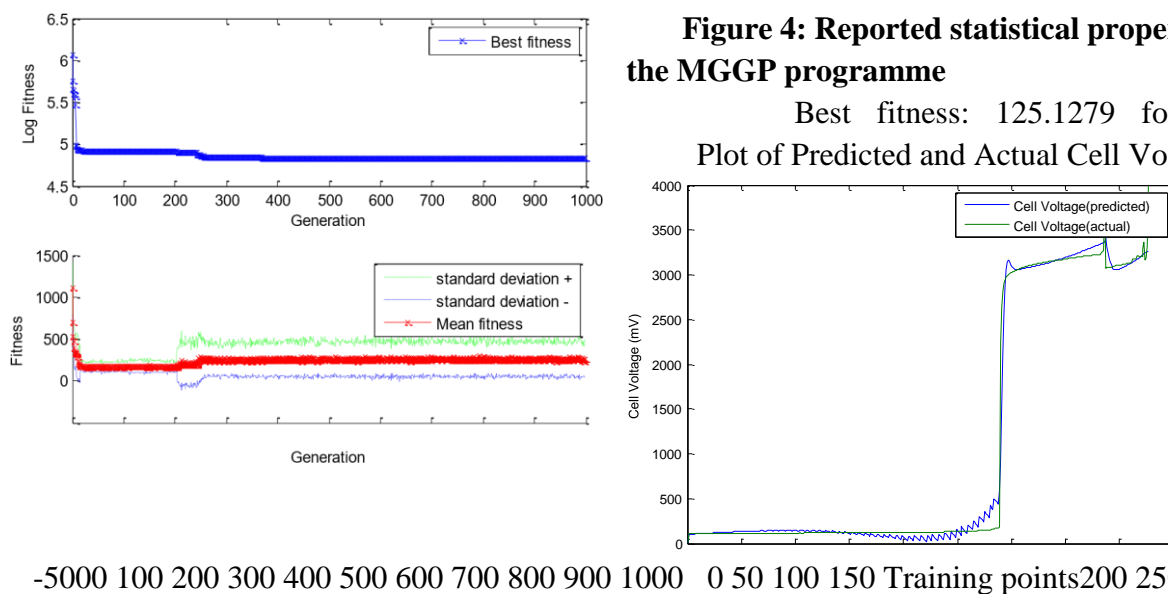 6.5
Best fitness
6
5.5
5
4.5
Log Fitness
0 100 200 300 400 500 600 700 800 900 1000
Generation
1500
standard deviation +
standard deviation -
Mean fitness
1000
500
0
Fitness
Generation
Figure 4: Reported statistical
the MGGP programme
Best fitness: 125.1279
Plot of Predicted and Actual Cell
4000
Cell Voltage(predicted)
Cell Voltage(actual)
3500
3000
2500
2000
1500
1000
500
0
Cell Voltage (mV)
-5000 100 200 300 400 500 600 700 800 900 1000 0 50 100 150 Training points200